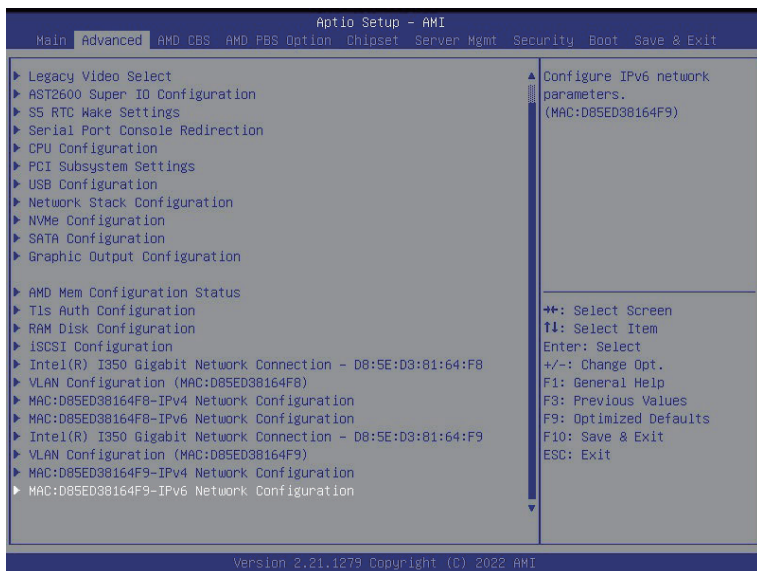 Aptio Setup - AMI
Main Advanced AMD CBS AMD PBS Option Chipset Server Mgmt Security Boot Save & Exit
Legacy Video Select
AST2600 Super IO Configuration
S5 RTC Wake Settings
Serial Port Console Redirection
CPU Configuration
PCI Subsystem Settings
USB Configuration
Network Stack Configuration
NVMe Configuration
SATA Configuration
Graphic Output Configuration
AMD Mem Configuration Status
Tls Auth Configuration
RAM Disk Configuration
iSCSI Configuration
Intel(R) I350 Gigabit Network Connection - D8:5E:D3:81:64:F8
VLAN Configuration (MAC:D85ED38164F8)
MAC:D85ED38164F8-IPv4 Network Configuration
MAC:D85ED38164F8-IPv6 Network Configuration
Intel(R) I350 Gigabit Network Connection - D8:5E:D3:81:64:F9
VLAN Configuration (MAC:D85ED38164F9)
MAC:D85ED38164F9-IPv4 Network Configuration
MAC:D85ED38164F9-IPv6 Network Configuration
Configure IPv6 network
parameters.
(MAC:D85ED38164F9)
→←: Select Screen
↑↓: Select Item
Enter: Select
+/-: Change Opt.
F1: General Help
F3: Previous Values
F9: Optimized Defaults
F10: Save & Exit
ESC: Exit
Version 2.21.1279 Copyright (C) 2022 AMI